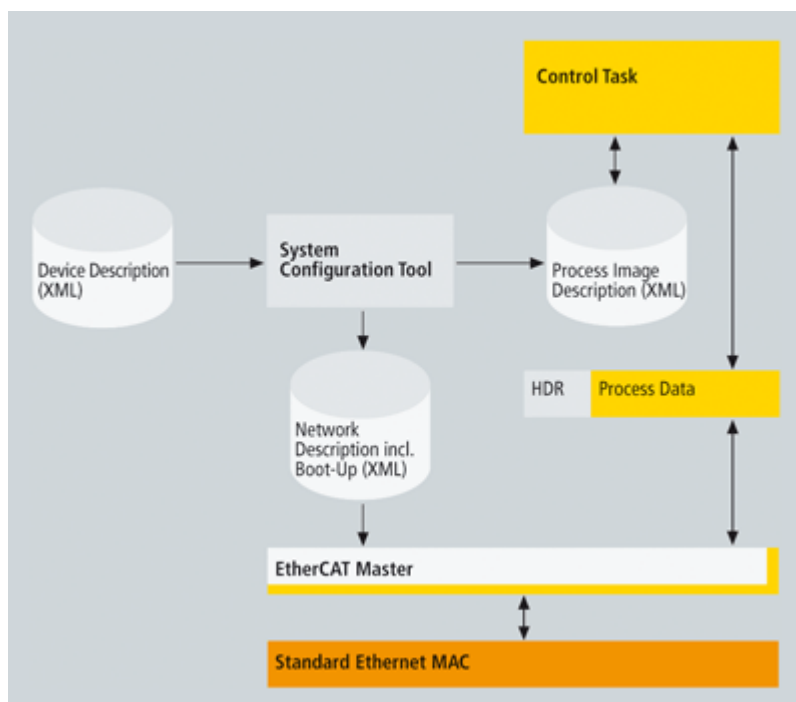 Control Task
System
Configuration Tool
Device Description
(XML)
Process Image
Description (XML)
HDR
Process Data
Network
Description incl.
Boot-Up (XML)
EtherCAT Master
Standard Ethernet MAC